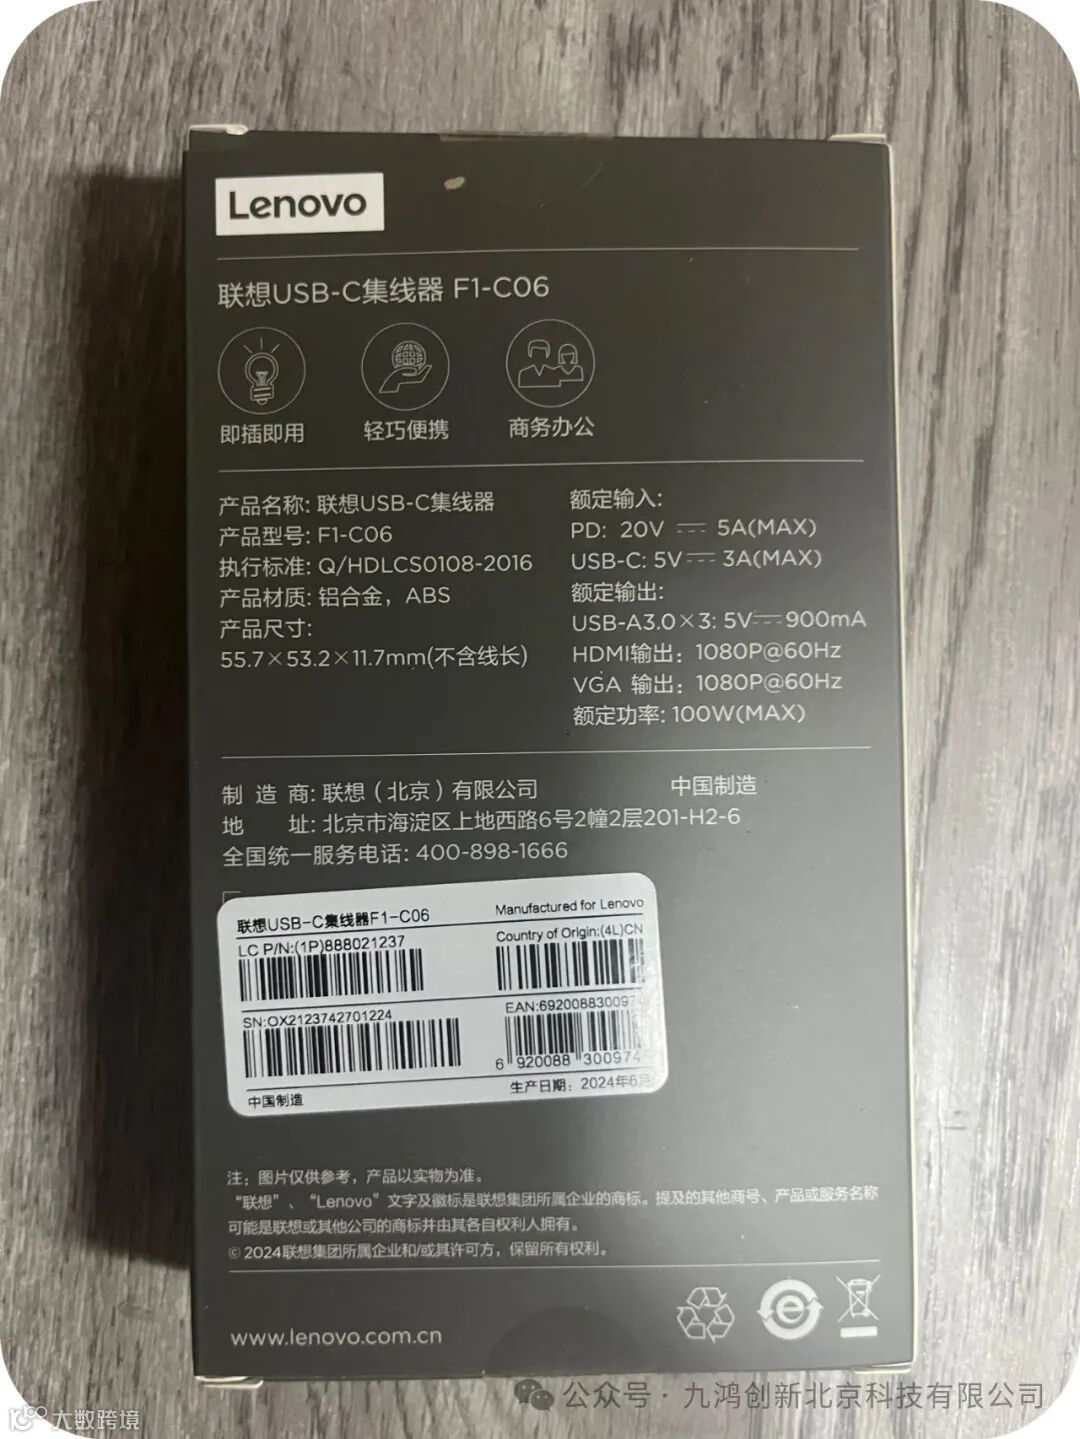 Lenovo
联想USB-C集线器 F1-C06
即插即用
轻巧便携
商务办公
产品名称: 联想USB-C集线器
产品型号: F1-C06
执行标准: Q/HDLCS0108-2016
产品材质: 铝合金，ABS
产品尺寸:
55.7×53.2×11.7mm(不含线长)
额定输入:
PD: 20V ⎓ 5A(MAX)
USB-C: 5V⎓3A(MAX)
额定输出:
USB-A3.0×3: 5V⎓900mA
HDMI输出：1080P@60Hz
VGA 输出：1080P@60Hz
额定功率: 100W(MAX)
制 造 商: 联想（北京）有限公司
中国制造
地 址: 北京市海淀区上地西路6号2幢2层201-H2-6
全国统一服务电话: 400-898-1666
联想USB-C集线器F1-C06
Manufactured for Lenovo
LC P/N:(1P)888021237
Country of Origin:(4L)CN
SN:OX2123742701224
EAN:6920088300974
6 920088 300974
中国制造
生产日期：2024年6月
注：图片仅供参考，产品以实物为准。
“联想”、“Lenovo”文字及徽标是联想集团所属企业的商标。提及的其他商号、产品或服务名称
可能是联想或其他公司的商标并由其各自权利人拥有。
© 2024联想集团所属企业和/或其许可方，保留所有权利。
www.lenovo.com.cn
公众号 · 九鸿创新北京科技有限公司
大数跨境